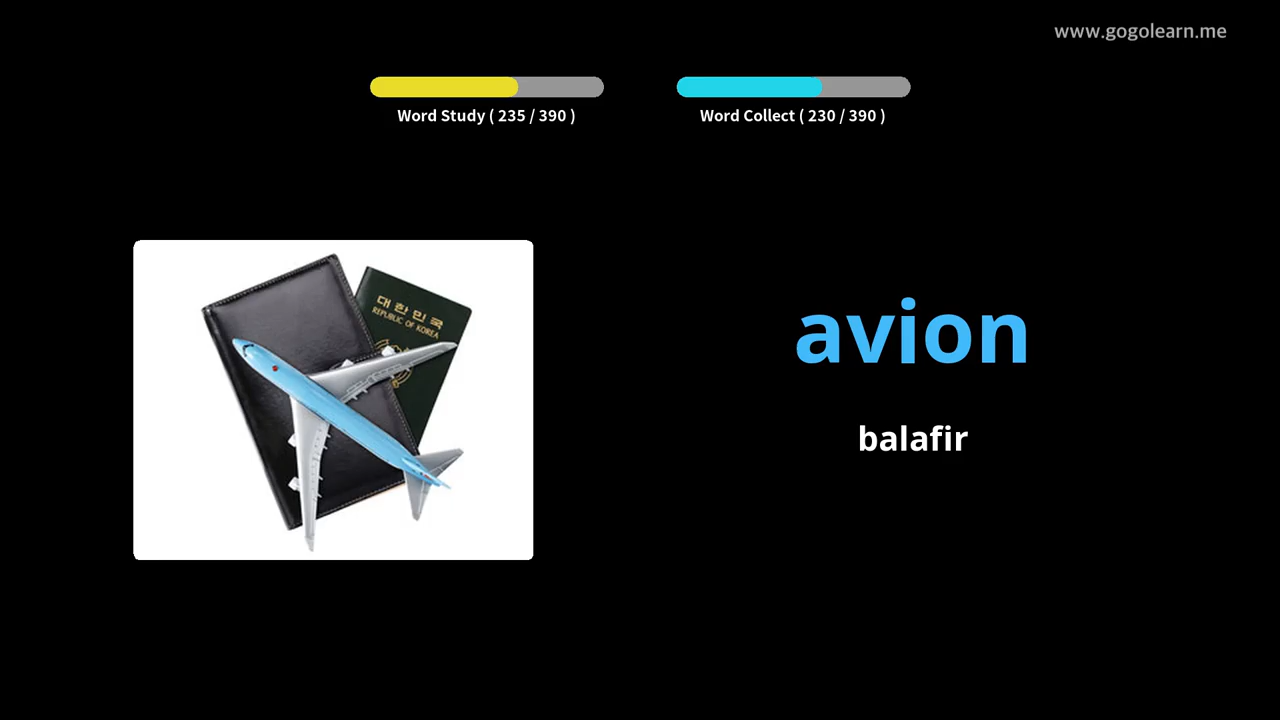 www.gogolearn.me
Word Study ( 235 / 390 )
Word Collect ( 230 / 390 )
대한민국
REPUBLIC OF KOREA
avion
balafir